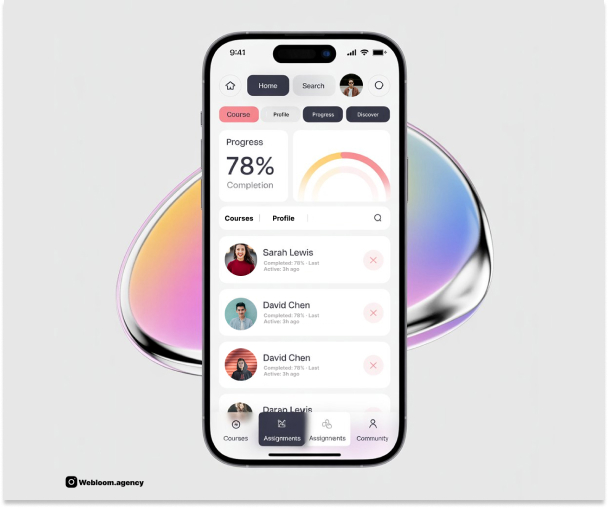 9:41
Home
Search
Course
Profile
Progress
Discover
Progress
78%
Completion
Courses
Profile
Sarah Lewis
Completed: 78% · Last
Active: 3h ago
David Chen
Completed: 78% · Last
Active: 3h ago
David Chen
Completed: 78% · Last
Active: 3h ago
Daran Lewis
Courses
Assignments
Assignments
Community
Webloom.agency